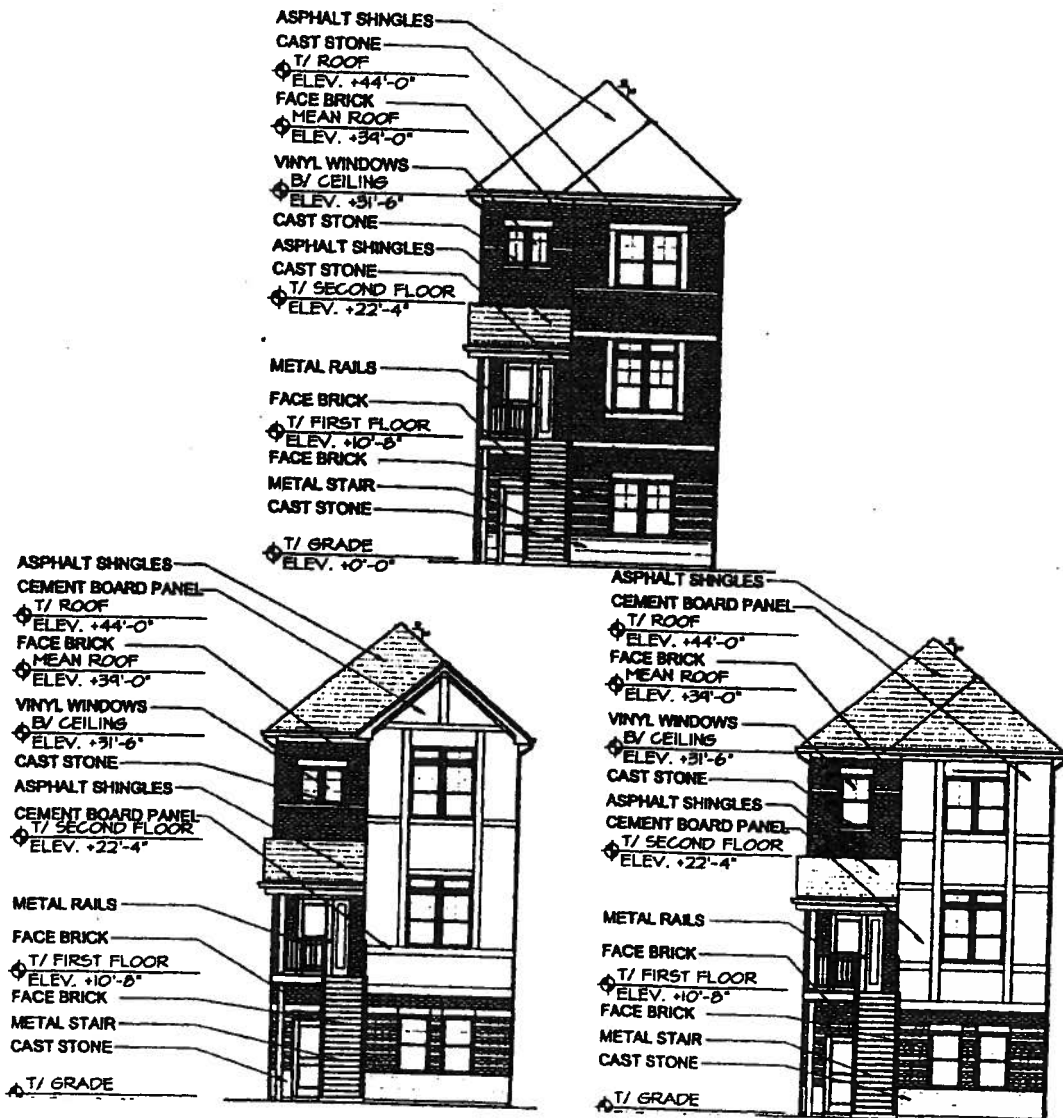 ASPHALT SHNGLES
CAST STONE
T/ ROOF
ELEV. +44'-0"
FACE BRICK
MEAN ROOF
ELEV. +39'-0"
VINYL WINDOWS
B/ CEILING
ELEV. +31'-6"
CAST STONE
ASPHALT SHINGLES
CAST STONE
T/ SECOND FLOOR
ELEV. +22'-4"
METAL RAILS
FACE BRICK
T/ FIRST FLOOR
ELEV. +10'-8"
FACE BRICK
METAL STAIR
CAST STONE
T/ GRADE
ELEV. +0'-0"
ASPHALT SHNGLES
CEMENT BOARD PANEL
T/ ROOF
ELEV. +44'-0"
FACE BRICK
MEAN ROOF
ELEV. +39'-0"
VINYL WINDOWS
B/ CEILING
ELEV. +31'-6"
CAST STONE
ASPHALT SHINGLES
CEMENT BOARD PANEL
T/ SECOND FLOOR
ELEV. +22'-4"
METAL RAILS
FACE BRICK
T/ FIRST FLOOR
ELEV. +10'-8"
FACE BRICK
METAL STAIR
CAST STONE
T/ GRADE
ASPHALT SHNGLES
CEMENT BOARD PANEL
T/ ROOF
ELEV. +44'-0"
FACE BRICK
MEAN ROOF
ELEV. +39'-0"
VINYL WINDOWS
B/ CEILING
ELEV. +31'-6"
CAST STONE
ASPHALT SHINGLES
CEMENT BOARD PANEL
T/ SECOND FLOOR
ELEV. +22'-4"
METAL RAILS
FACE BRICK
T/ FIRST FLOOR
ELEV. +10'-8"
FACE BRICK
METAL STAIR
CAST STONE
T/ GRADE